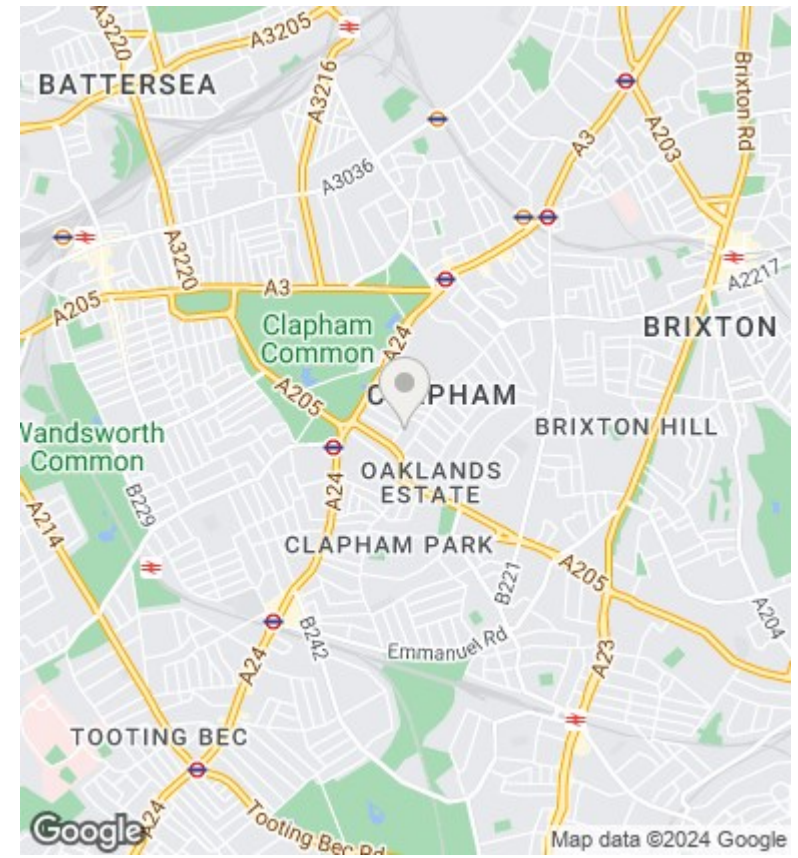 A3220
A3205
BATTERSEA
A3216
Brixton Rd
A3
A203
A3036
A3220
A2217
A205
A3
Clapham
Common
A24
BRIXTON
A205
BRIXTON HILL
Wandsworth
Common
OAKLANDS
ESTATE
B229
A24
A214
CLAPHAM PARK
B221
A205
A204
B242
Emmanuel Rd
A23
A24
TOOTING BEC
A24
Tooting Bec Rd
Google
Map data ©2024 Google